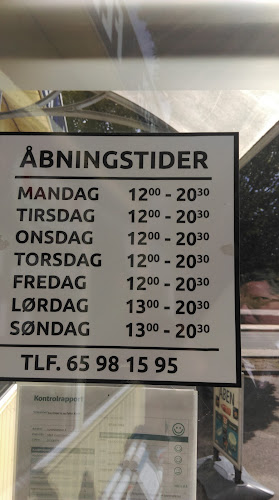 ÅBNINGSTIDER
MANDAG 12⁰⁰ - 20³⁰
TIRSDAG 12⁰⁰ - 20³⁰
ONSDAG 12⁰⁰ - 20³⁰
TORSDAG 12⁰⁰ - 20³⁰
FREDAG 12⁰⁰ - 20³⁰
LØRDAG 13⁰⁰ - 20³⁰
SØNDAG 13⁰⁰ - 20³⁰
TLF. 65 98 15 95
Kontrolrapport